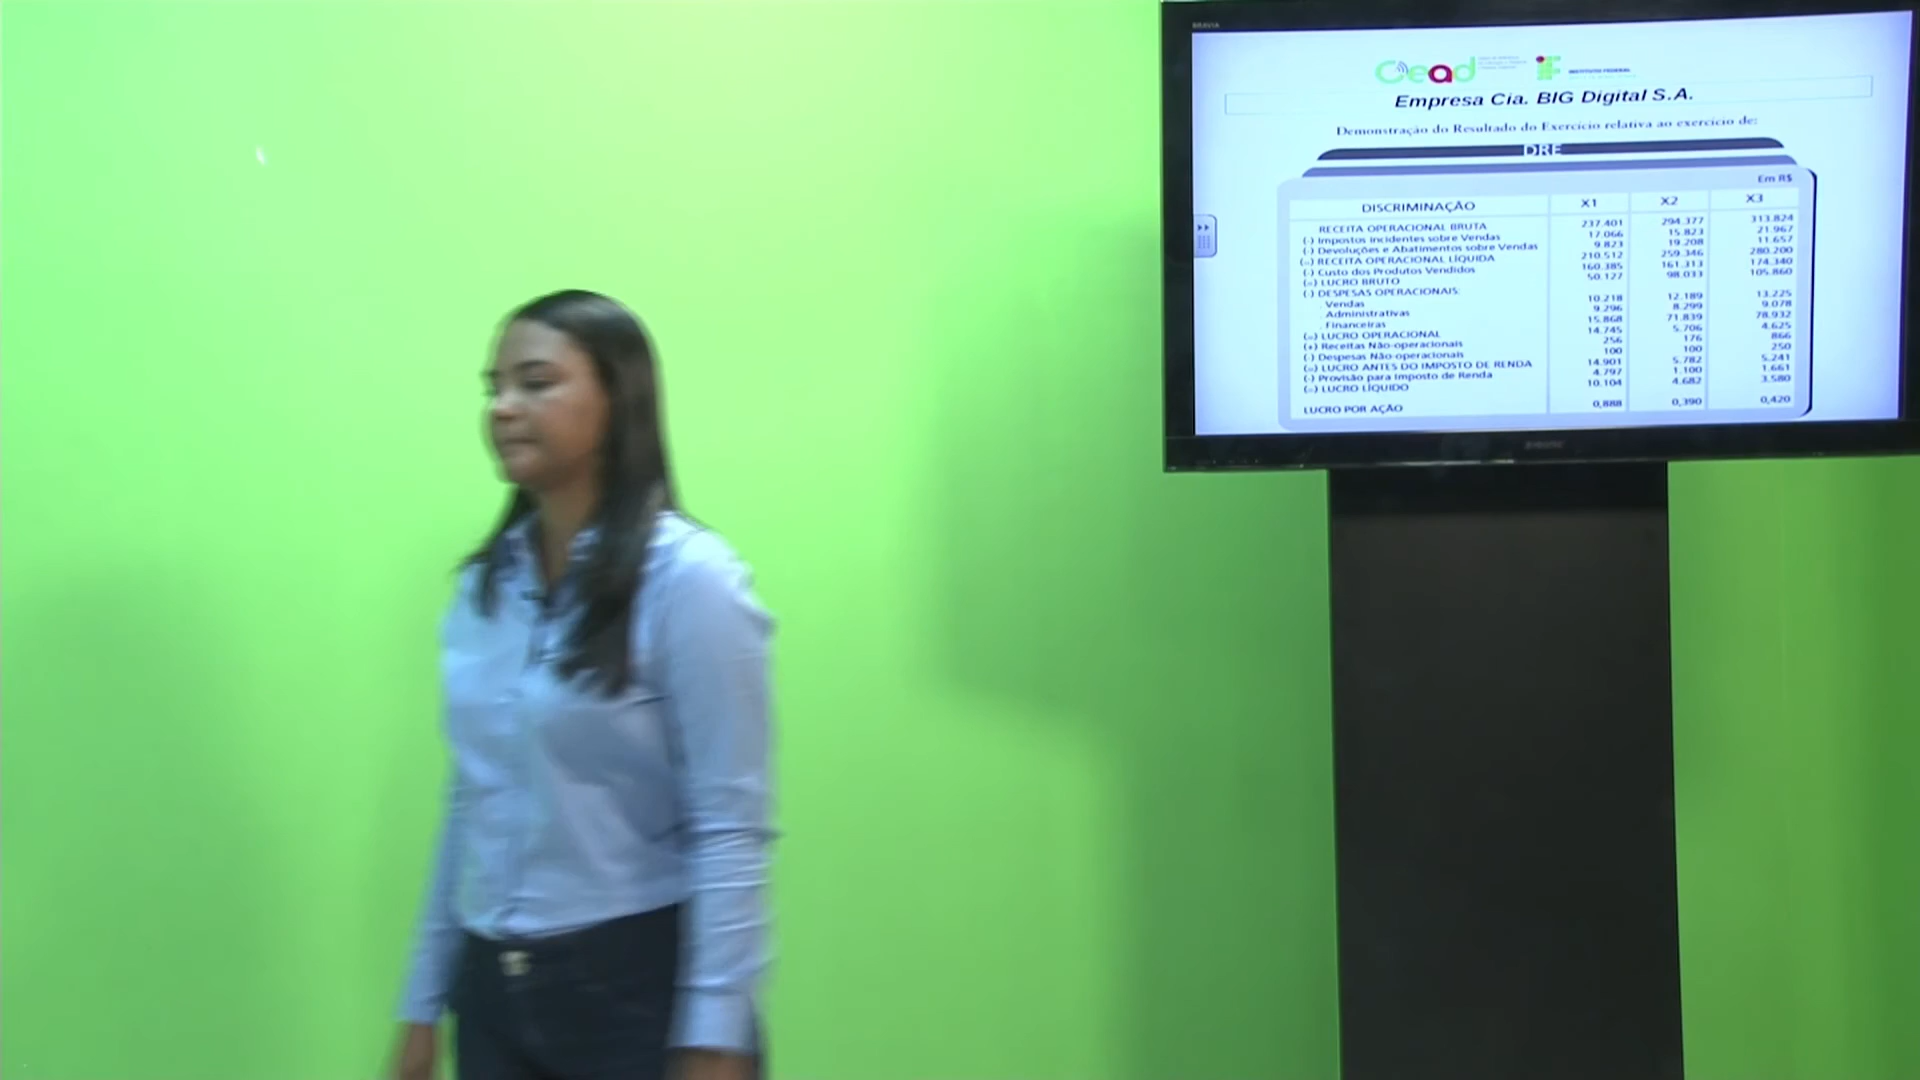 BRAVIA
Cead
INSTITUTO FEDERAL
Empresa Cia. BIG Digital S.A.
Demonstração do Resultado do Exercício relativa ao exercício de:
DRE
Em R$
DISCRIMINAÇÃO X1 X2 X3
RECEITA OPERACIONAL BRUTA 237.401 294.377 313.824
(-) Impostos incidentes sobre Vendas 17.066 15.823 21.967
(-) Devoluções e Abatimentos sobre Vendas 9.823 19.208 11.657
(=) RECEITA OPERACIONAL LÍQUIDA 210.512 259.346 280.200
(-) Custo dos Produtos Vendidos 160.385 161.313 174.340
(=) LUCRO BRUTO 50.127 98.033 105.860
(-) DESPESAS OPERACIONAIS:
. Vendas 10.218 12.189 13.225
. Administrativas 9.296 8.299 9.078
. Financeiras 15.868 71.839 78.932
(=) LUCRO OPERACIONAL 14.745 5.706 4.625
(+) Receitas Não-operacionais 256 176 866
(-) Despesas Não-operacionais 100 100 250
(=) LUCRO ANTES DO IMPOSTO DE RENDA 14.901 5.782 5.241
(-) Provisão para Imposto de Renda 4.797 1.100 1.661
(=) LUCRO LÍQUIDO 10.104 4.682 3.580
LUCRO POR AÇÃO 0,888 0,390 0,420